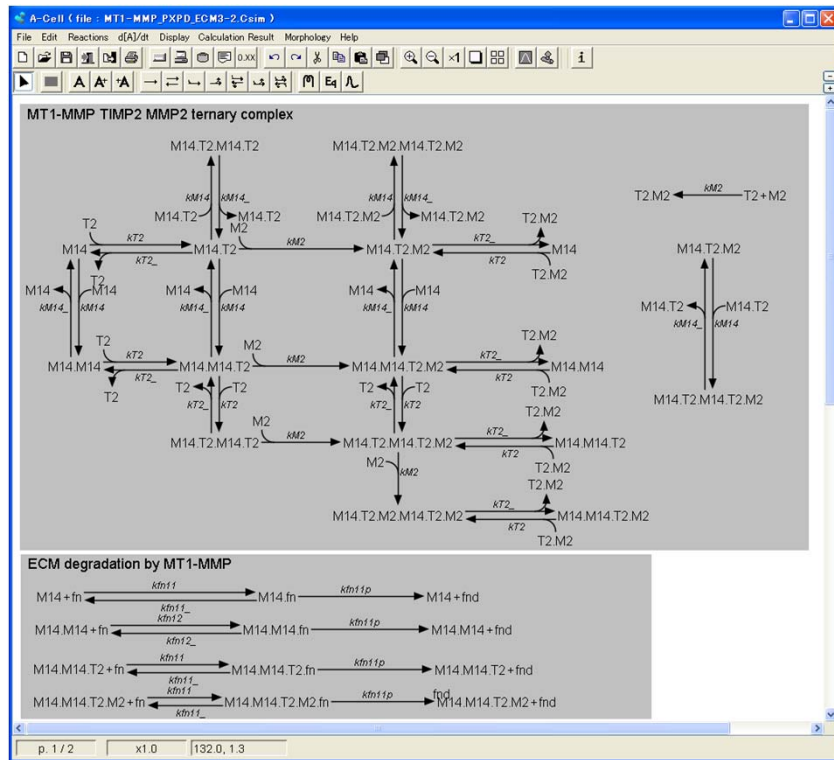 A-Cell ( file : MT1-MMP_PXPD_ECM3-2.Csim )
File Edit Reactions d[A]/dt Display Calculation Result Morphology Help
0.XX ×1 i
A A+ +A Eq
MT1-MMP TIMP2 MMP2 ternary complex
M14.T2.M14.T2 M14.T2.M2.M14.T2.M2
kM14 kM14_ kM14 kM14_ T2.M2 kM2 T2+M2
M14.T2 M14.T2 M14.T2.M2 M14.T2.M2 T2.M2
T2 M2
kT2 kM2 kT2_
M14 M14.T2 M14.T2.M2 M14 M14.T2.M2
kT2_ kT2
T2 T2.M2
M14 M14 M14 M14 M14 M14 M14.T2 M14.T2
kM14_ kM14 kM14_ kM14 kM14_ kM14 kM14_ kM14
T2 M2 T2.M2
kT2 kM2 kT2_
M14.M14 M14.M14.T2 M14.M14.T2.M2 M14.M14
kT2_ kT2
T2 T2 T2 T2 T2 T2.M2
kT2_ kT2 kT2_ kT2 M14.T2.M14.T2.M2
M2 T2.M2
kM2 kT2_
M14.T2.M14.T2 M14.T2.M14.T2.M2 M14.M14.T2
kT2
M2 kM2 T2.M2
T2.M2
kT2_
M14.T2.M2.M14.T2.M2 M14.M14.T2.M2
kT2
T2.M2
ECM degradation by MT1-MMP
kfn11 kfn11p
M14+fn M14.fn M14+fnd
kfn11_
kfn12 kfn11p
M14.M14+fn M14.M14.fn M14.M14+fnd
kfn12_
kfn11 kfn11p
M14.M14.T2+fn M14.M14.T2.fn M14.M14.T2+fnd
kfn11_
kfn11 kfn11p fnd
M14.M14.T2.M2+fn M14.M14.T2.M2.fn M14.M14.T2.M2+fnd
kfn11_
p. 1 / 2 x1.0 132.0, 1.3